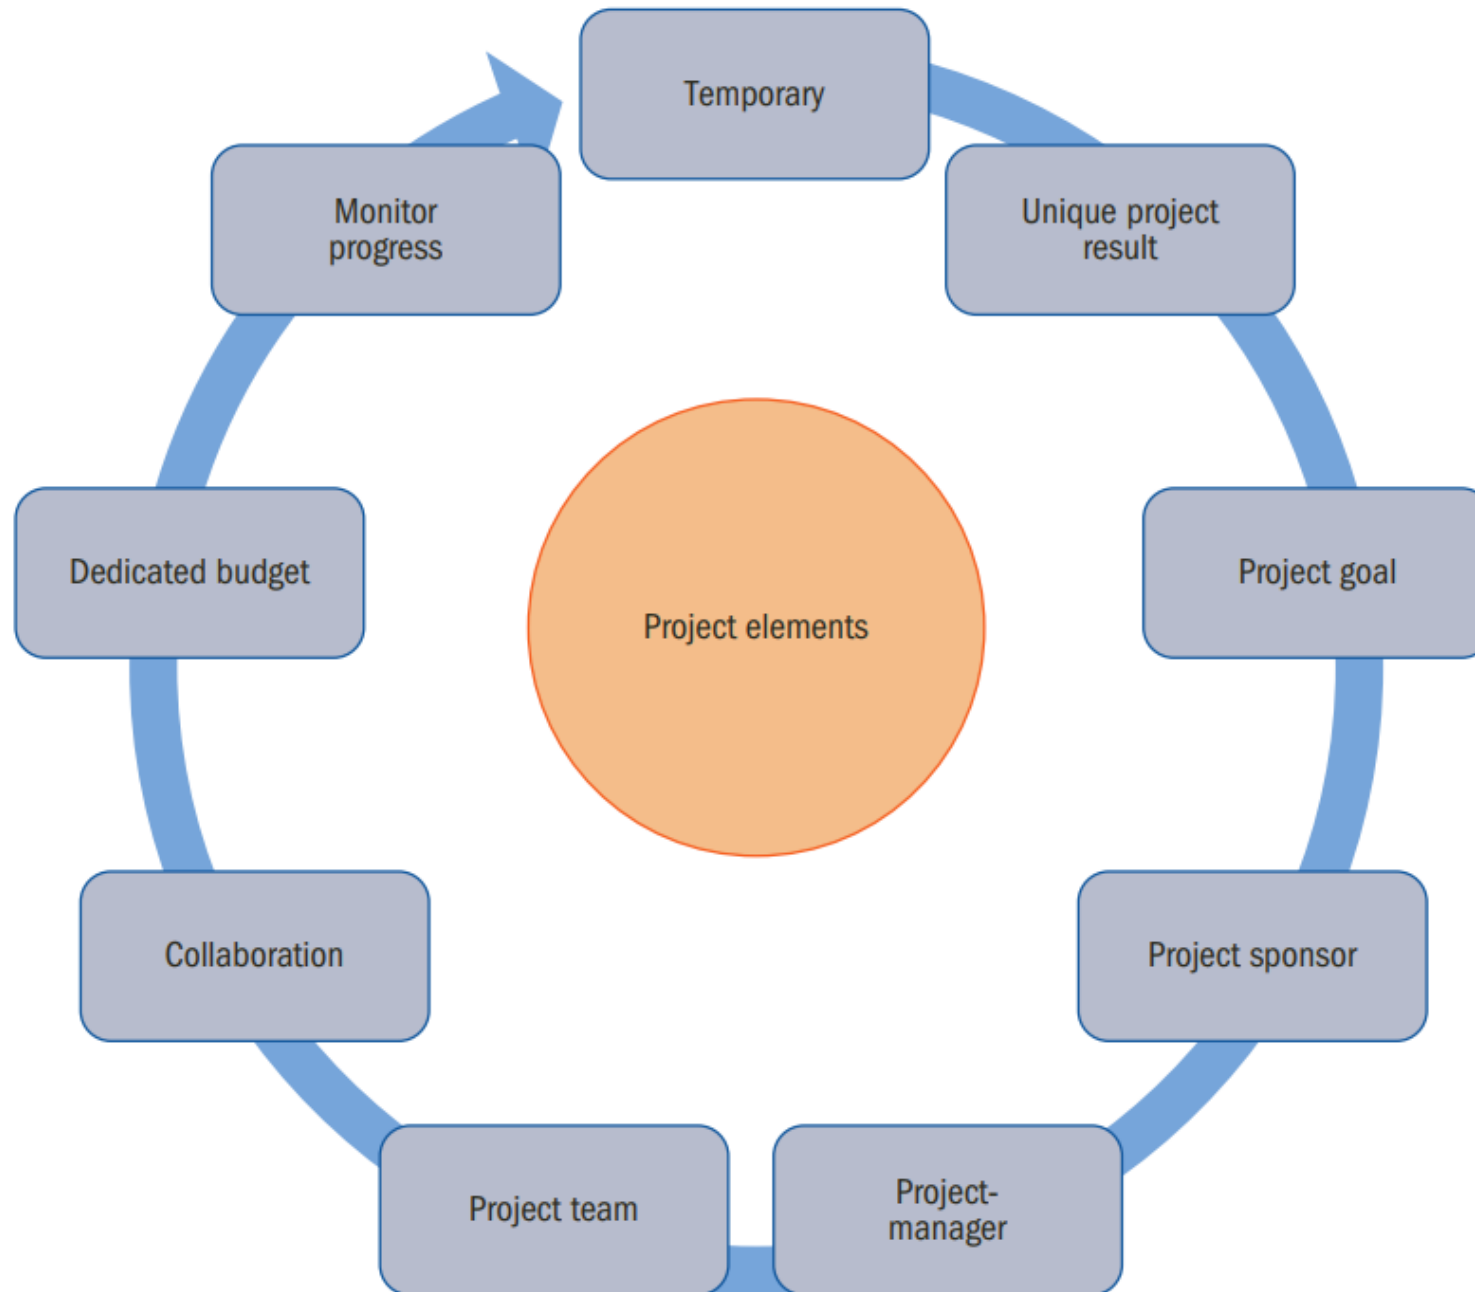 Temporary
Unique project
result
Project goal
Project sponsor
Project-
manager
Project team
Collaboration
Dedicated budget
Monitor
progress
Project elements